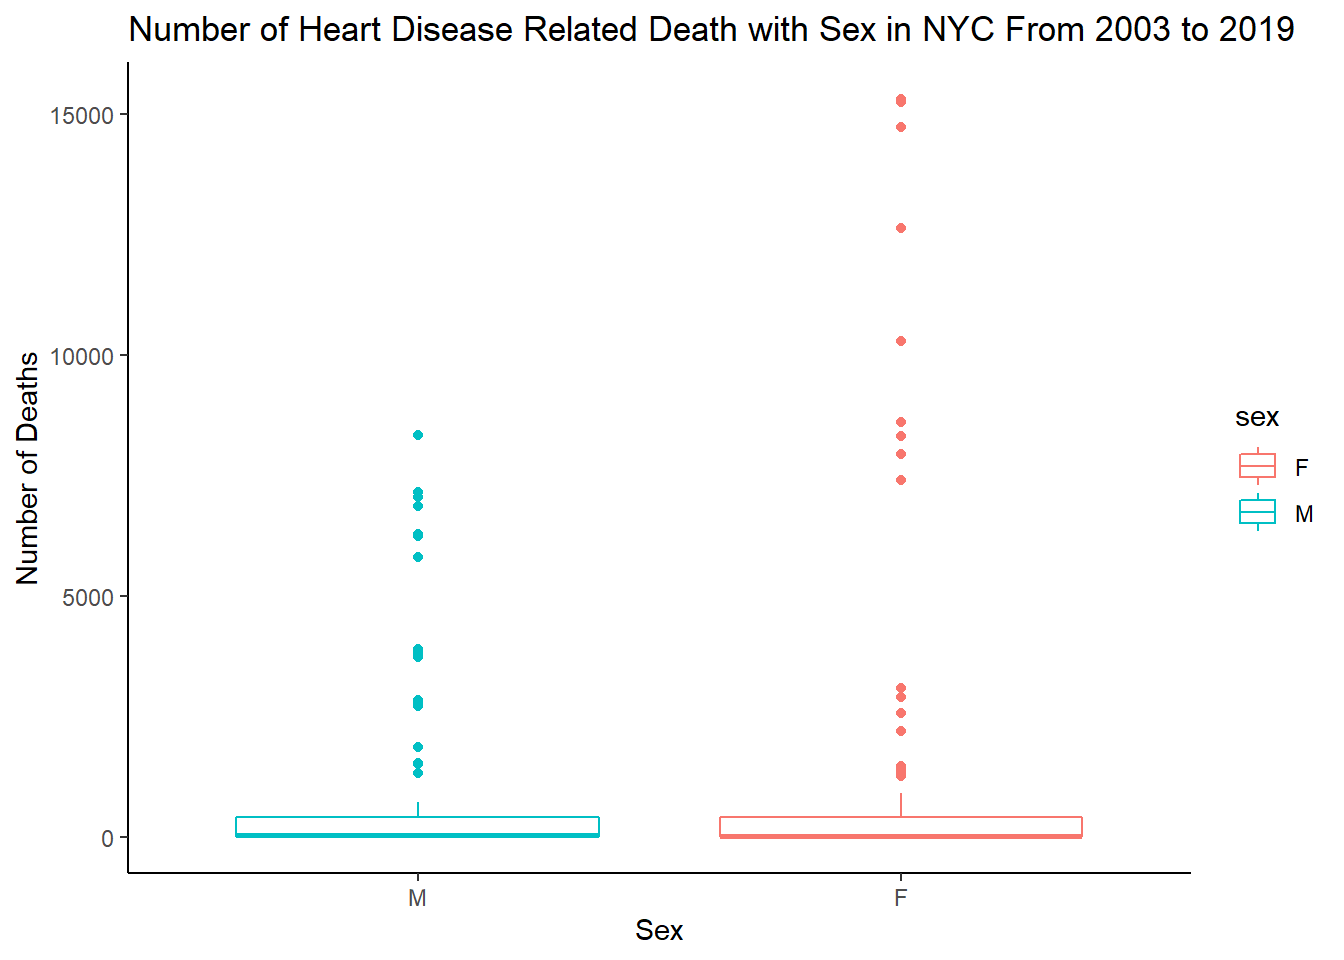 Number of Heart Disease Related Death with Sex in NYC From 2003 to 2019
15000
10000
5000
0
Number of Deaths
M
F
Sex
sex
F
M